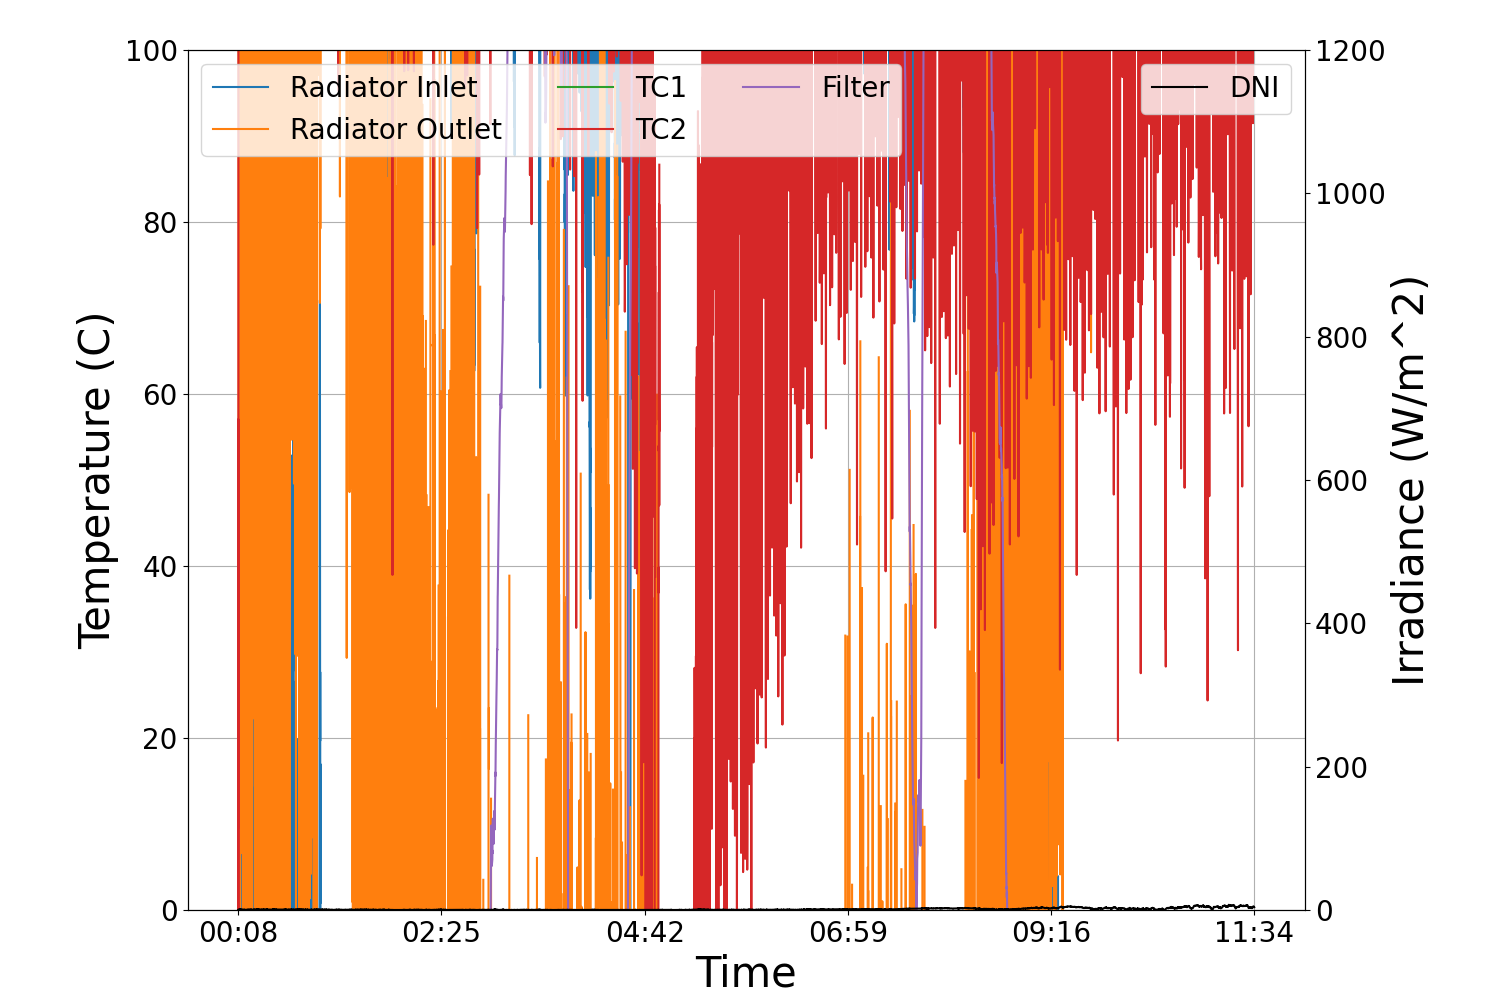 100
80
60
40
20
0
Temperature (C)
Radiator Inlet
Radiator Outlet
TC1
TC2
Filter
DNI
1200
1000
800
600
400
200
0
Irradiance (W/m^2)
00:08
02:25
04:42
06:59
09:16
11:34
Time